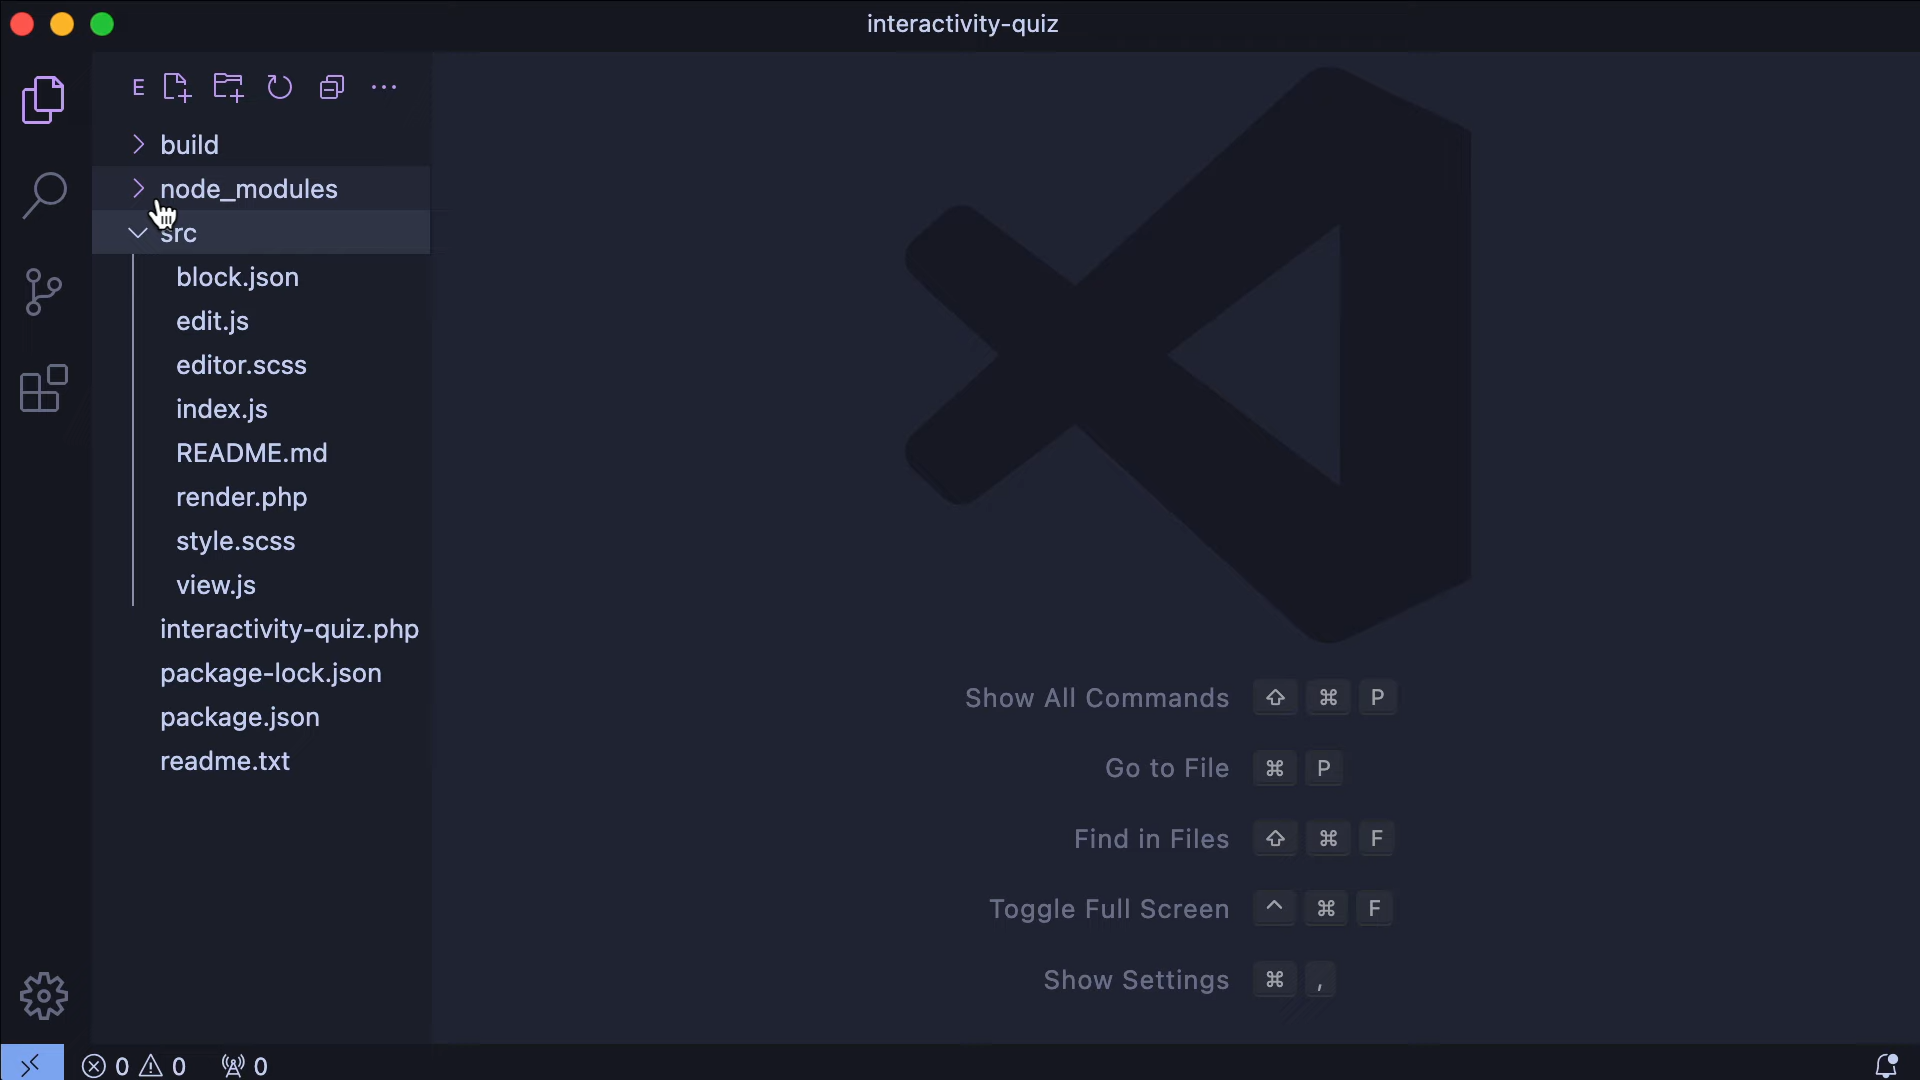 interactivity-quiz
E
build
node_modules
src
block.json
edit.js
editor.scss
index.js
README.md
render.php
style.scss
view.js
interactivity-quiz.php
package-lock.json
package.json
readme.txt
Show All Commands ⇧ ⌘ P
Go to File ⌘ P
Find in Files ⇧ ⌘ F
Toggle Full Screen ^ ⌘ F
Show Settings ⌘ ,
0 0 0